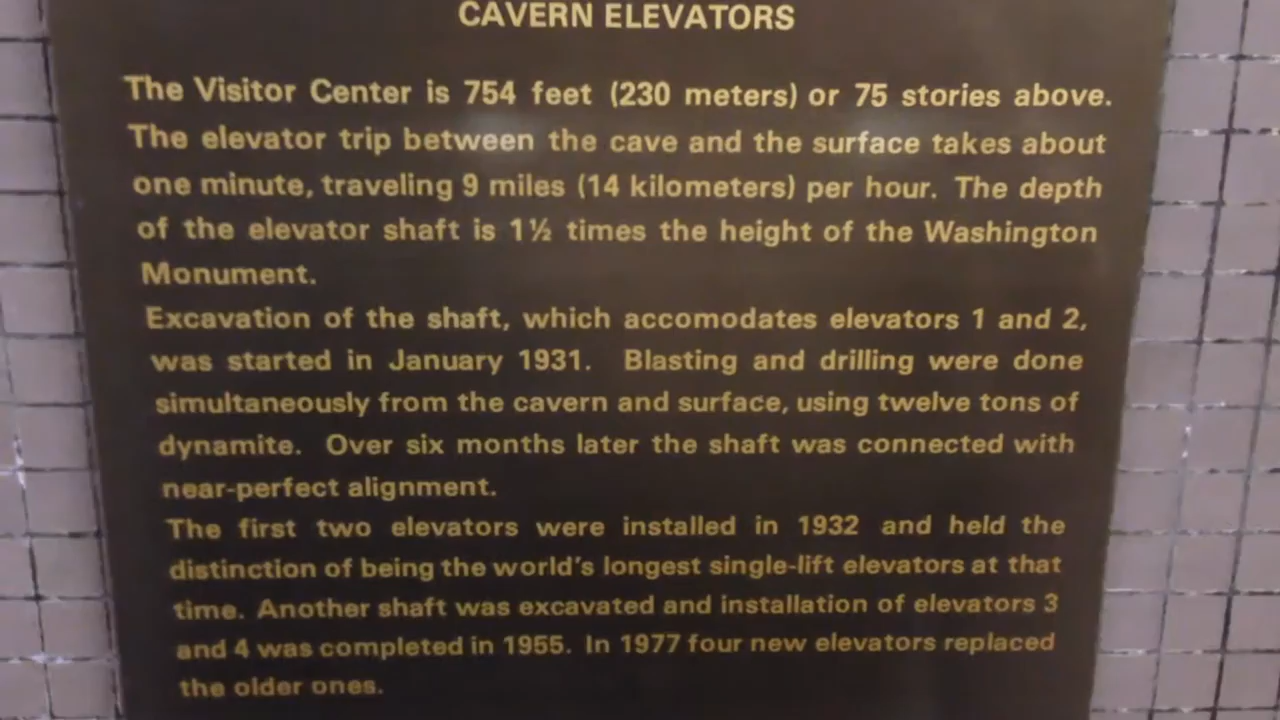 CAVERN ELEVATORS
The Visitor Center is 754 feet (230 meters) or 75 stories above.
The elevator trip between the cave and the surface takes about
one minute, traveling 9 miles (14 kilometers) per hour. The depth
of the elevator shaft is 1½ times the height of the Washington
Monument.
Excavation of the shaft, which accomodates elevators 1 and 2,
was started in January 1931. Blasting and drilling were done
simultaneously from the cavern and surface, using twelve tons of
dynamite. Over six months later the shaft was connected with
near-perfect alignment.
The first two elevators were installed in 1932 and held the
distinction of being the world's longest single-lift elevators at that
time. Another shaft was excavated and installation of elevators 3
and 4 was completed in 1955. In 1977 four new elevators replaced
the older ones.